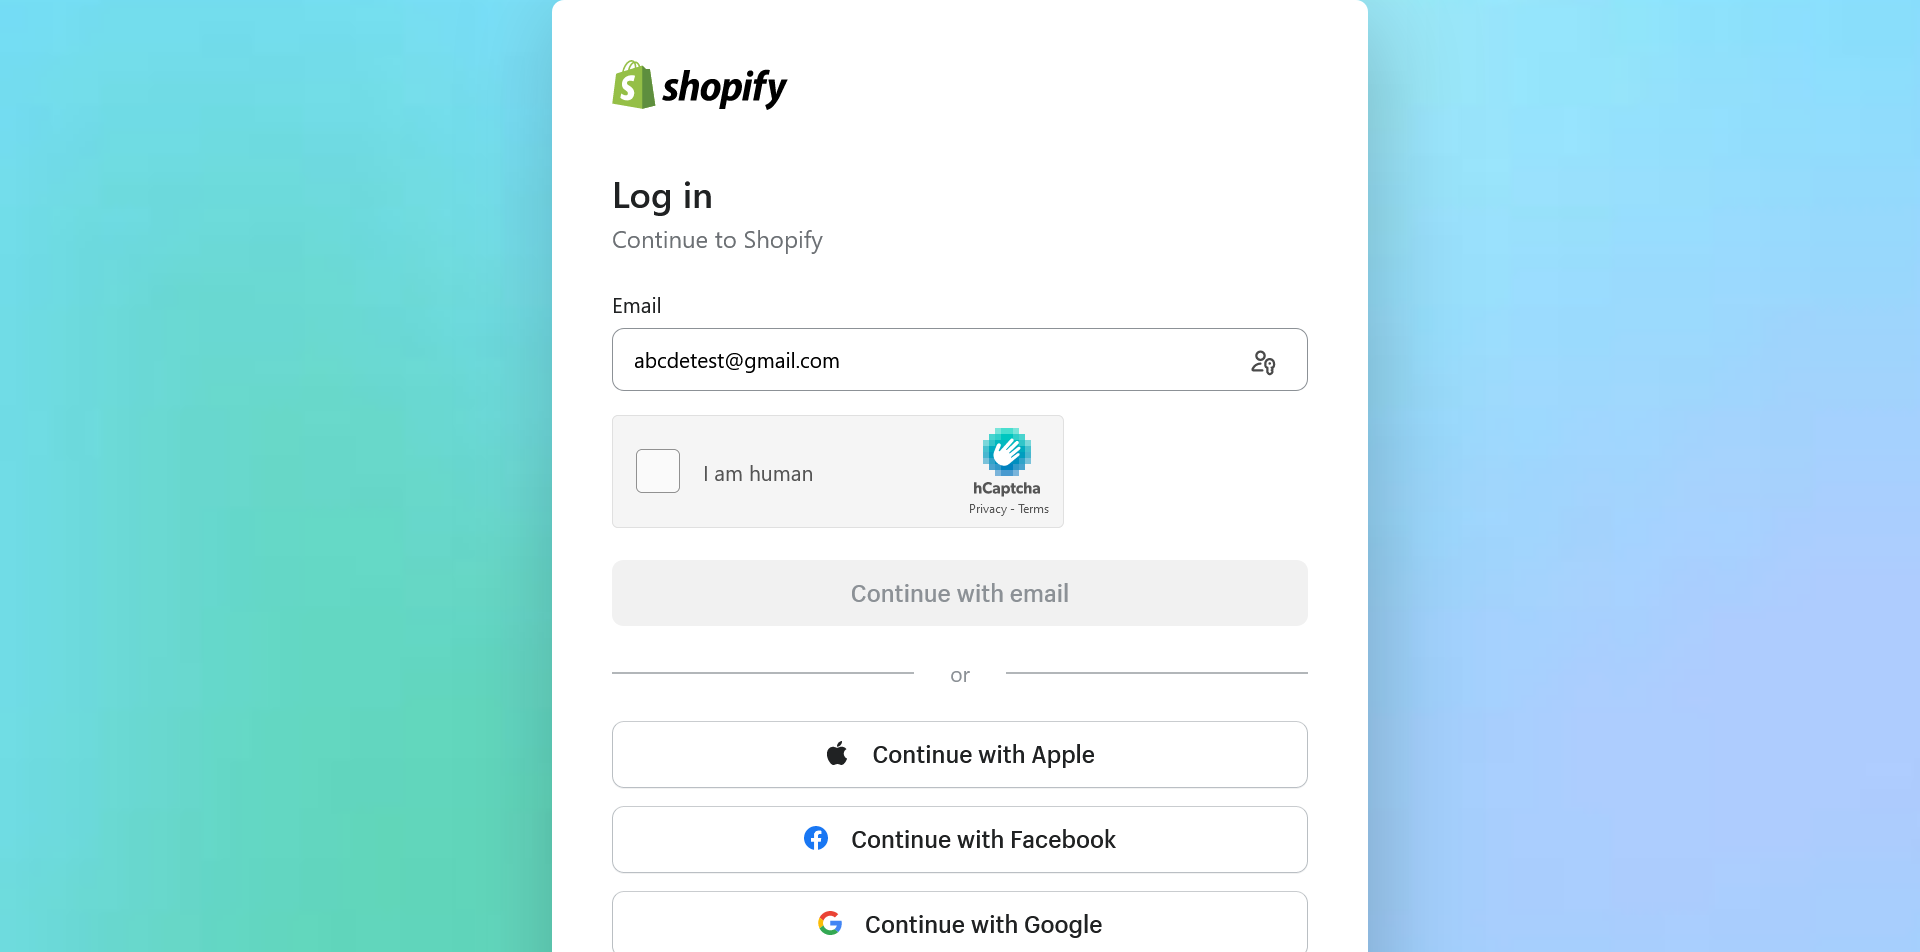 shopify
Log in
Continue to Shopify
Email
abcdetest@gmail.com
I am human
hCaptcha
Privacy - Terms
Continue with email
or
Continue with Apple
Continue with Facebook
Continue with Google